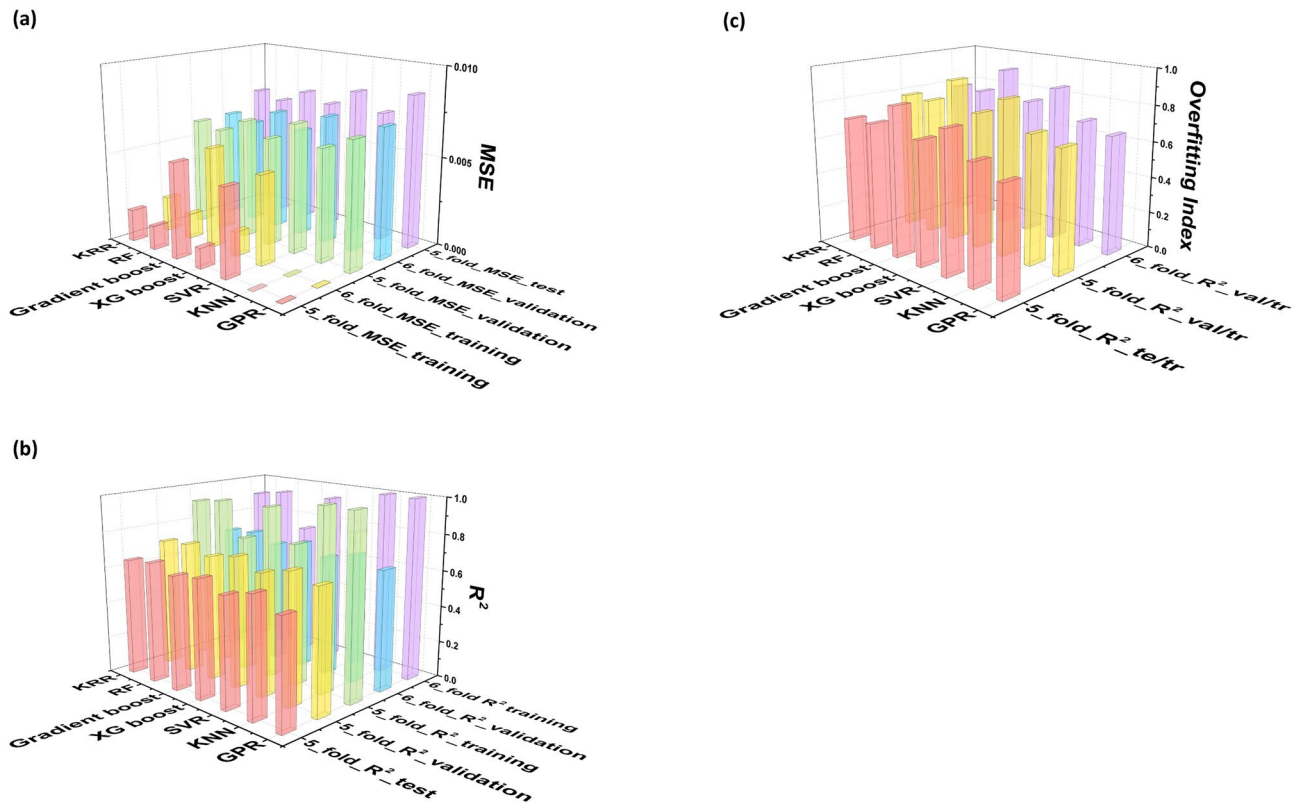 (a)
0.010
0.005
0.000
MSE
KRR
RF
Gradient boost
XG boost
SVR
KNN
GPR
5_fold_MSE_test
6_fold_MSE_validation
5_fold_MSE_validation
6_fold_MSE_training
5_fold_MSE_training
(b)
1.0
0.8
0.6
0.4
0.2
0.0
R²
KRR
RF
Gradient boost
XG boost
SVR
KNN
GPR
6_fold R² training
6_fold_R²_validation
5_fold_R²_training
5_fold_R²_validation
5_fold_R²_test
(c)
1.0
0.8
0.6
0.4
0.2
0.0
Overfitting Index
KRR
RF
Gradient boost
XG boost
SVR
KNN
GPR
6_fold_R²_val/tr
5_fold_R²_val/tr
5_fold_R²_te/tr